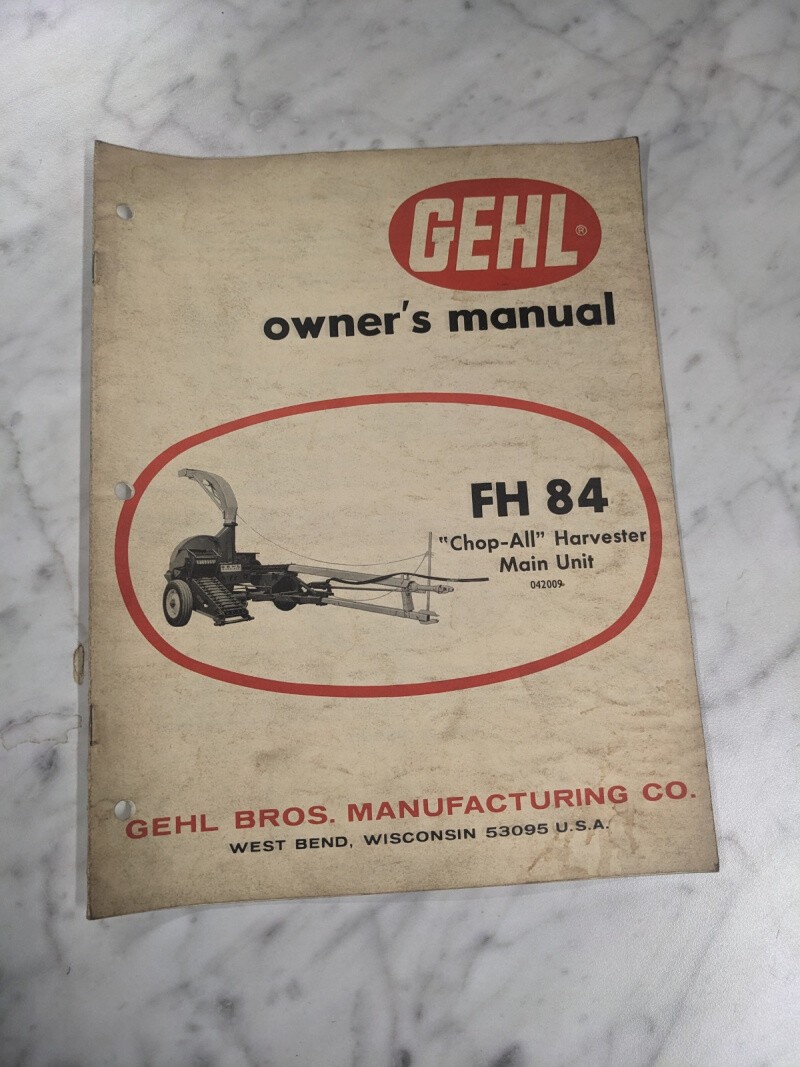 GEHL®
owner's manual
FH 84
"Chop-All" Harvester
Main Unit
042009
GEHL BROS. MANUFACTURING CO.
WEST BEND, WISCONSIN 53095 U.S.A.